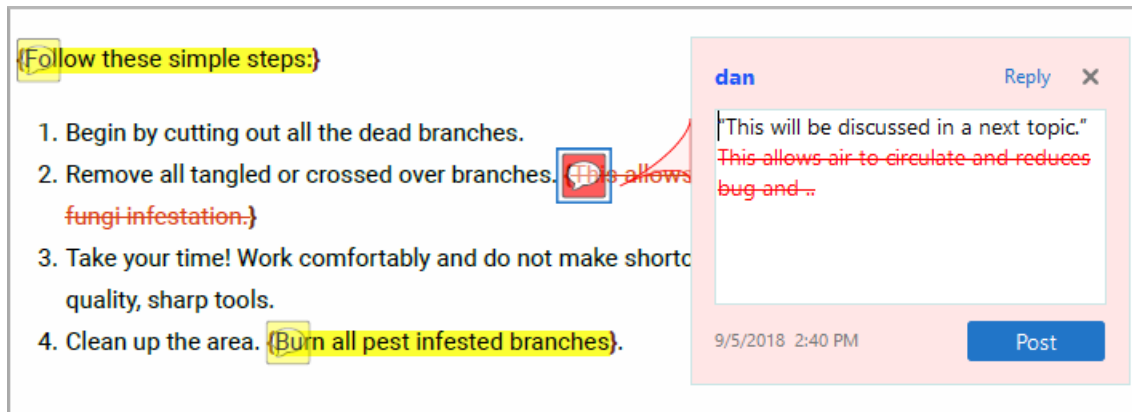 {Follow these simple steps:}
1. Begin by cutting out all the dead branches.
2. Remove all tangled or crossed over branches. {This allows
fungi infestation.}
3. Take your time! Work comfortably and do not make shortc
quality, sharp tools.
4. Clean up the area. {Burn all pest infested branches}.
dan Reply
"This will be discussed in a next topic."
This allows air to circulate and reduces
bug and ..
9/5/2018 2:40 PM Post